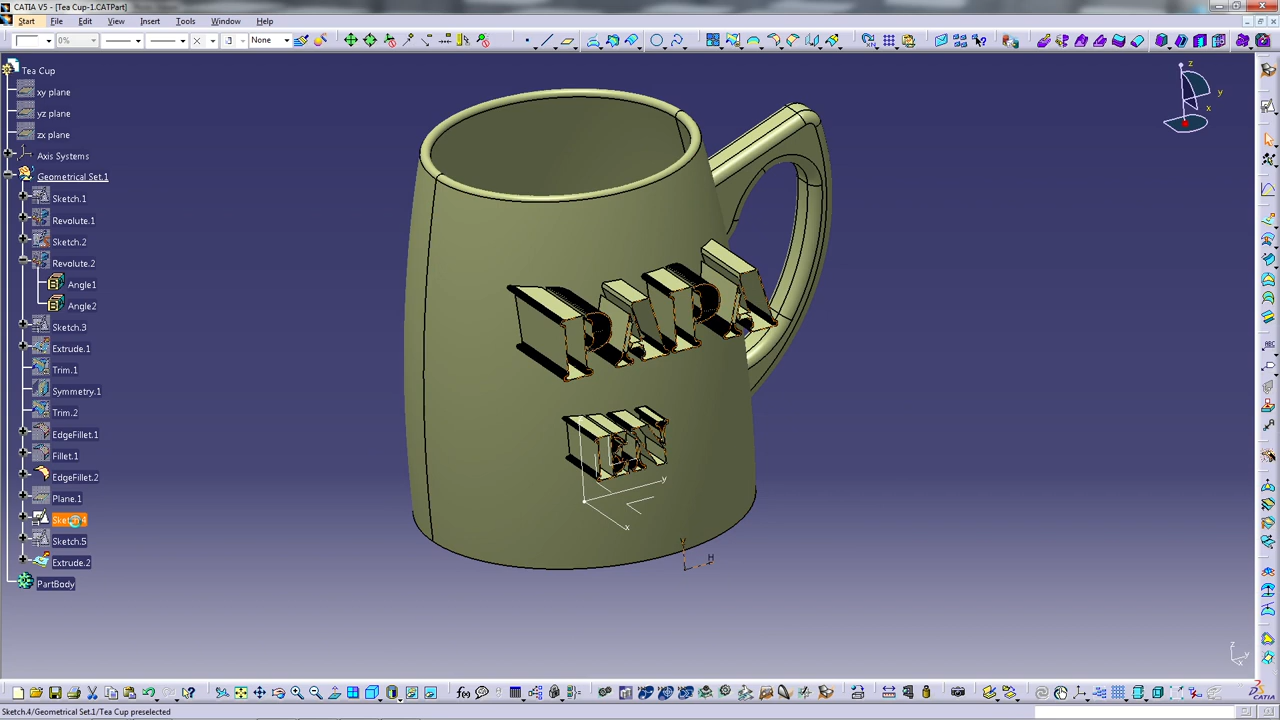 CATIA V5 - [Tea Cup-1.CATPart]
Start File Edit View Insert Tools Window Help
0% None
Tea Cup
xy plane
yz plane
zx plane
Axis Systems
Geometrical Set.1
Sketch.1
Revolute.1
Sketch.2
Revolute.2
Angle1
Angle2
Sketch.3
Extrude.1
Trim.1
Symmetry.1
Trim.2
EdgeFillet.1
Fillet.1
EdgeFillet.2
Plane.1
Sketch.5
Extrude.2
PartBody
PAPA
z
y
x
y
x
V
H
ABC
f(x)
z
y
x
CATIA
Sketch.4/Geometrical Set.1/Tea Cup preselected